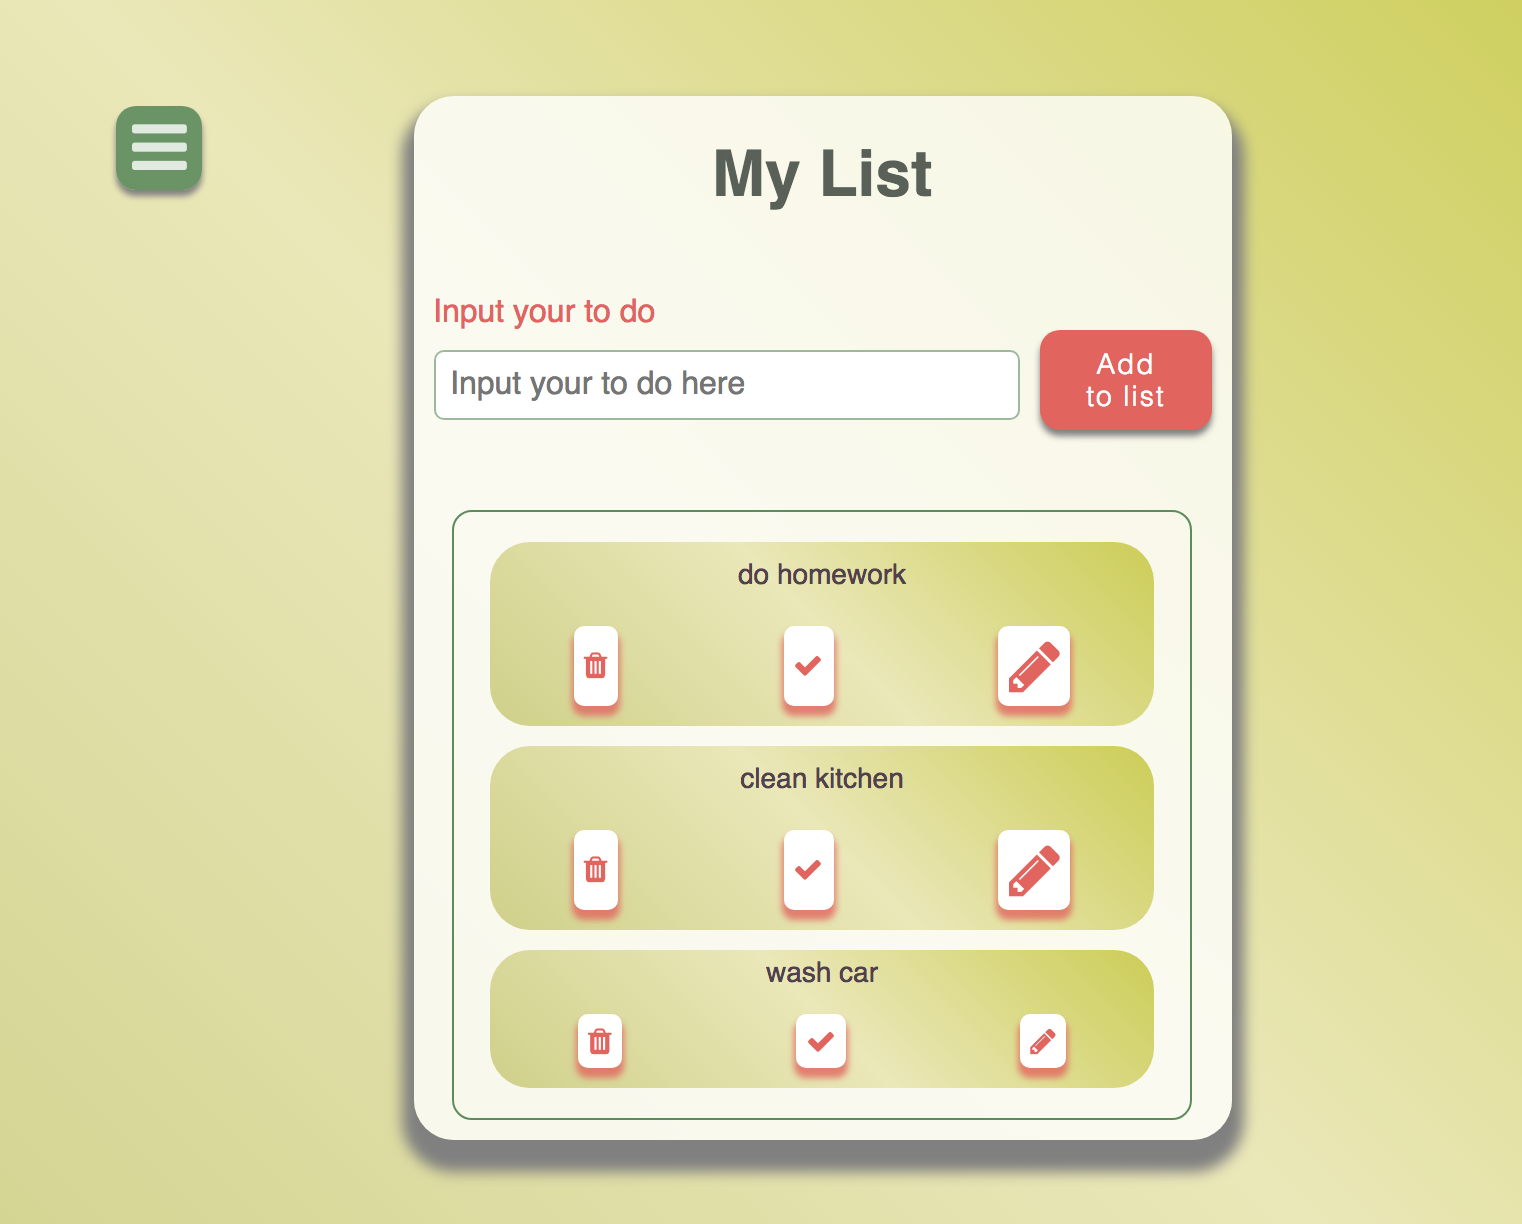 My List
Input your to do
Input your to do here
Add
to list
do homework
clean kitchen
wash car